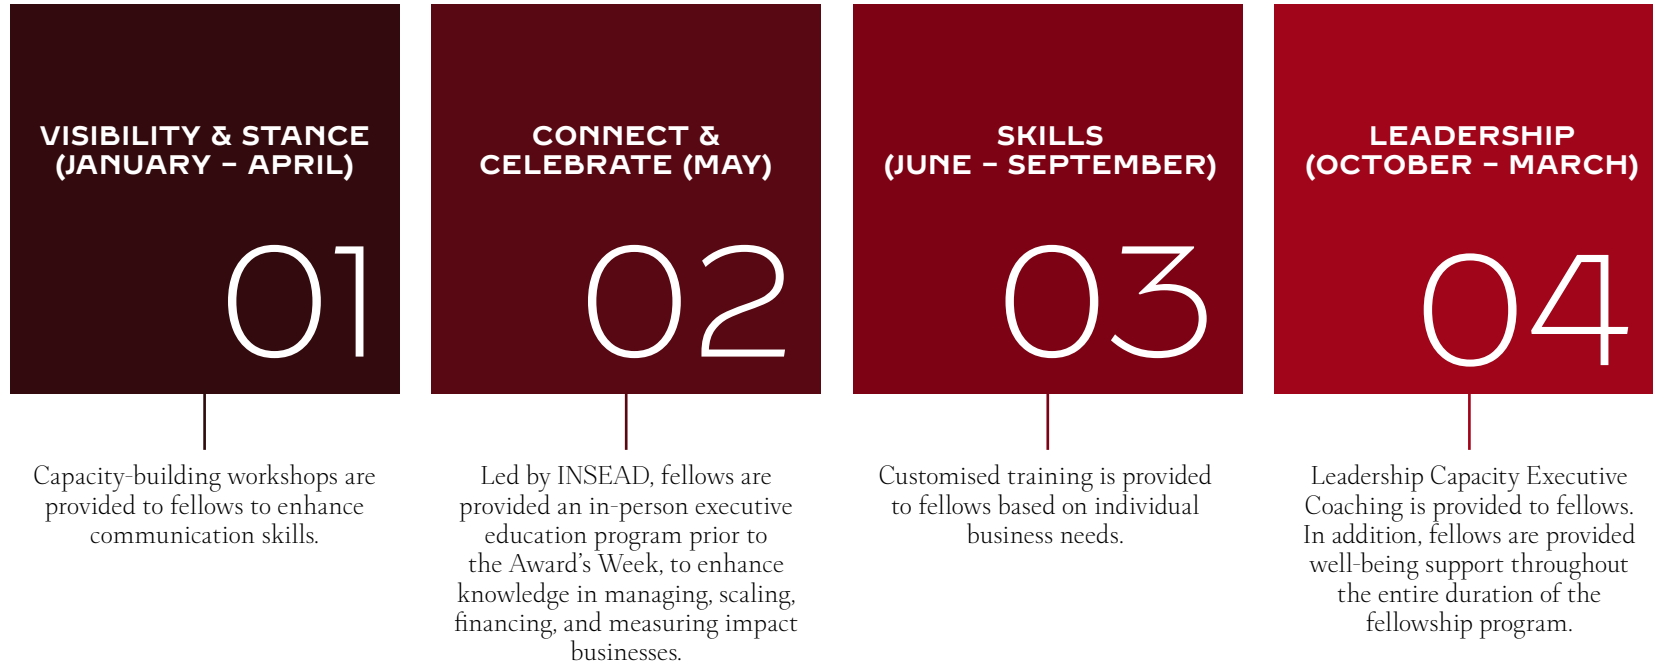 VISIBILITY & STANCE
(JANUARY – APRIL)
01
Capacity-building workshops are
provided to fellows to enhance
communication skills.
CONNECT &
CELEBRATE (MAY)
02
Led by INSEAD, fellows are
provided an in-person executive
education program prior to
the Award’s Week, to enhance
knowledge in managing, scaling,
financing, and measuring impact
businesses.
SKILLS
(JUNE – SEPTEMBER)
03
Customised training is provided
to fellows based on individual
business needs.
LEADERSHIP
(OCTOBER – MARCH)
04
Leadership Capacity Executive
Coaching is provided to fellows.
In addition, fellows are provided
well-being support throughout
the entire duration of the
fellowship program.